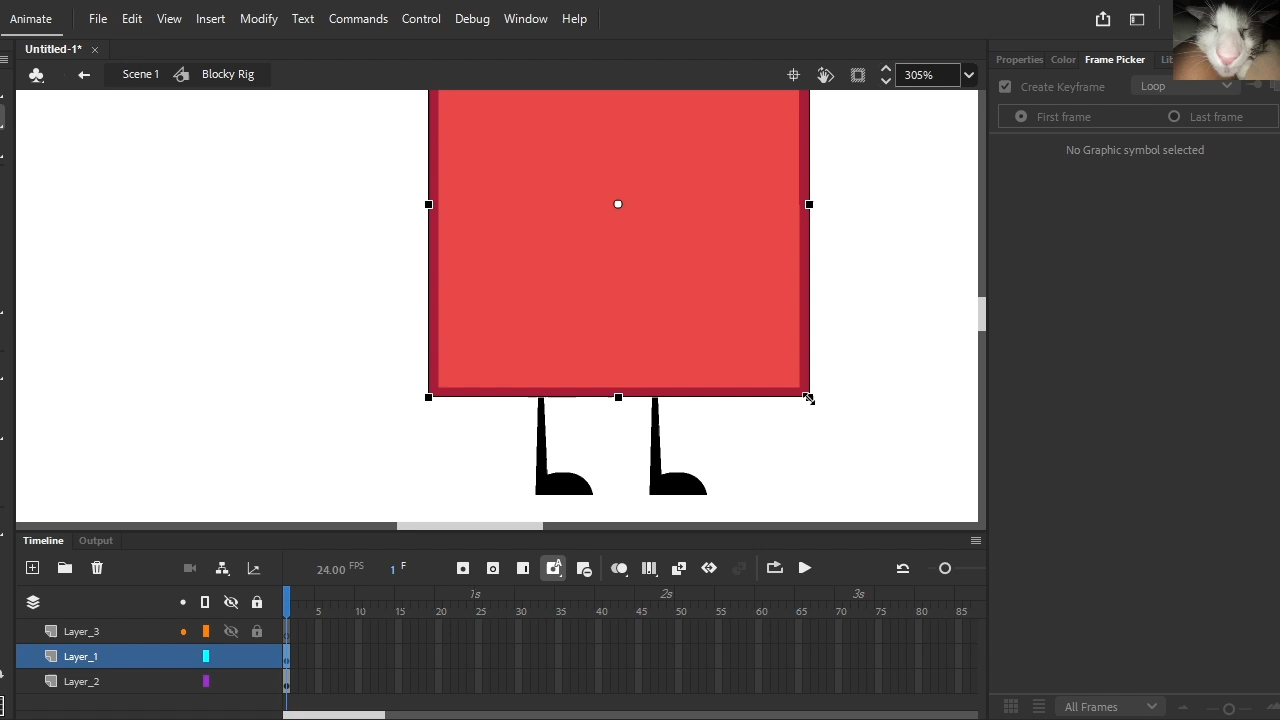 Animate File Edit View Insert Modify Text Commands Control Debug Window Help
Untitled-1* ×
Scene 1 Blocky Rig 305%
Properties Color Frame Picker Lib
Create Keyframe Loop
First frame Last frame
No Graphic symbol selected
Timeline Output
24.00 FPS 1 F
1s 2s 3s
5 10 15 20 25 30 35 40 45 50 55 60 65 70 75 80 85
Layer_3
Layer_1
Layer_2
All Frames